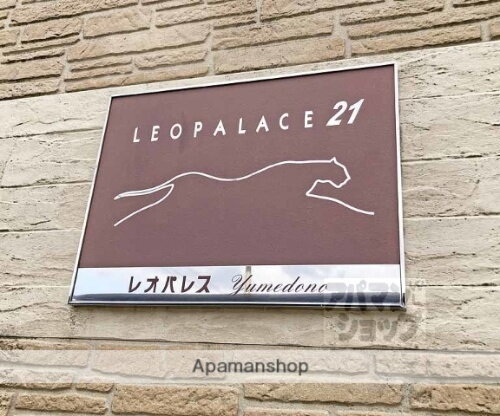 LEOPALACE 21
レオパレス Yumedono
アパマン
ショップ
Apamanshop